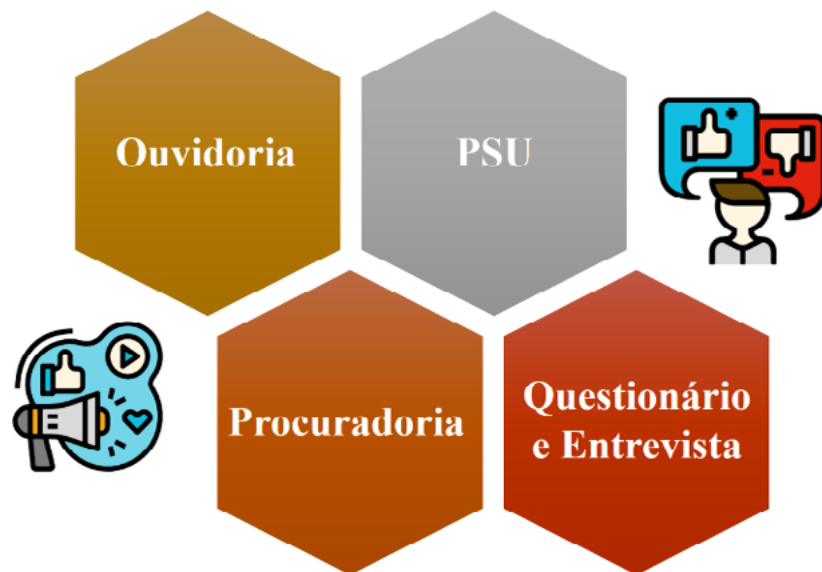 Ouvidoria
PSU
Procuradoria
Questionário
e Entrevista